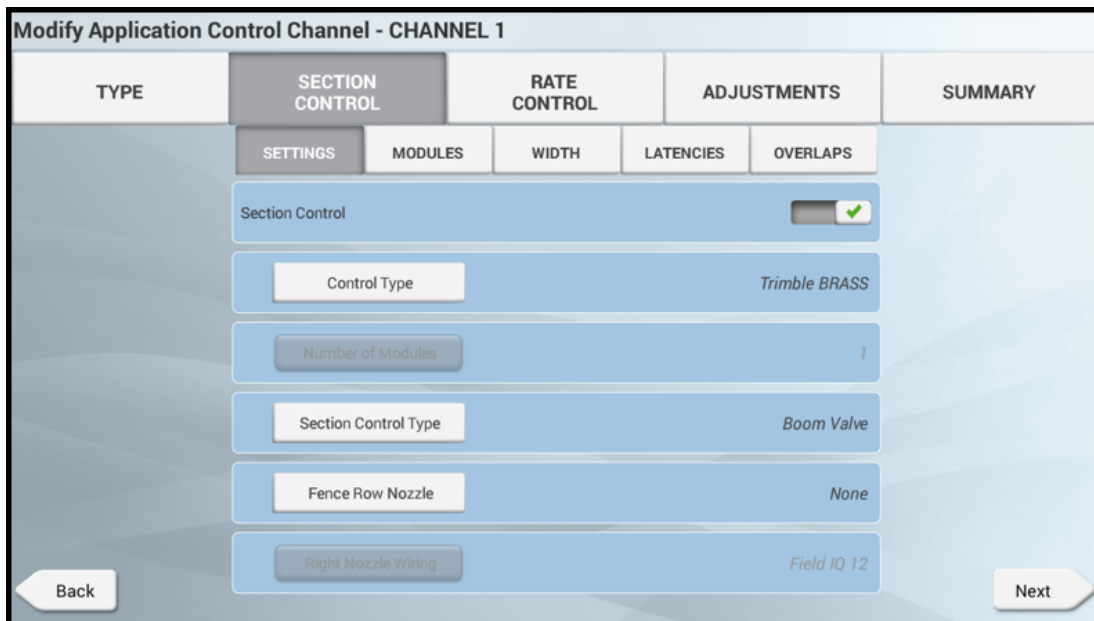 Modify Application Control Channel - CHANNEL 1
TYPE
SECTION
CONTROL
RATE
CONTROL
ADJUSTMENTS
SUMMARY
SETTINGS
MODULES
WIDTH
LATENCIES
OVERLAPS
Section Control
Control Type
Trimble BRASS
Number of Modules
1
Section Control Type
Boom Valve
Fence Row Nozzle
None
Right Nozzle Wiring
Field IQ 12
Back
Next